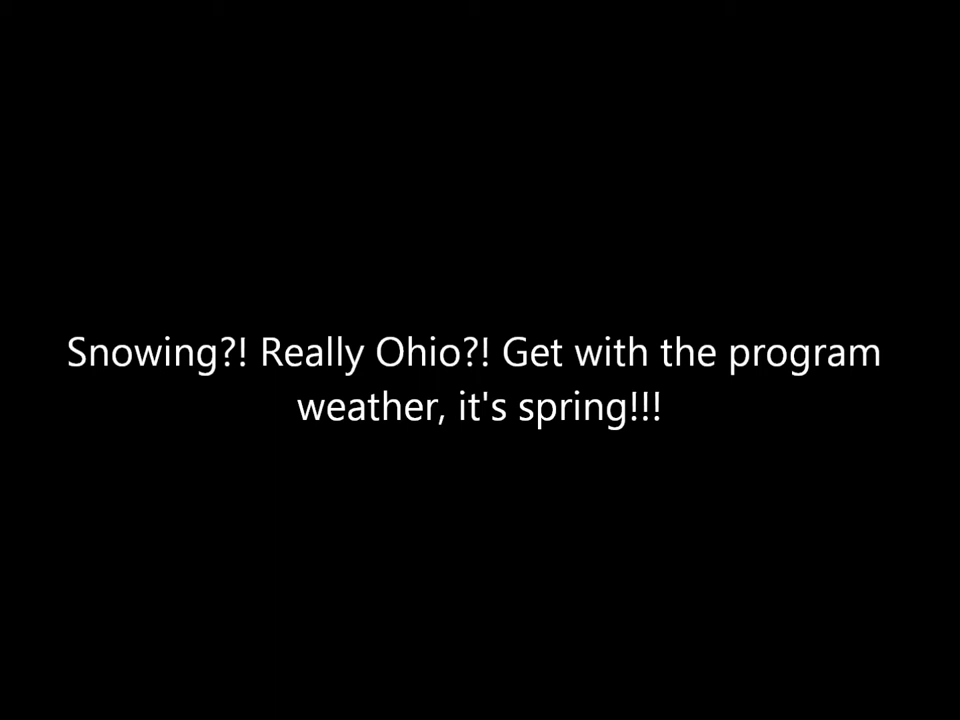 Snowing?! Really Ohio?! Get with the program
weather, it's spring!!!